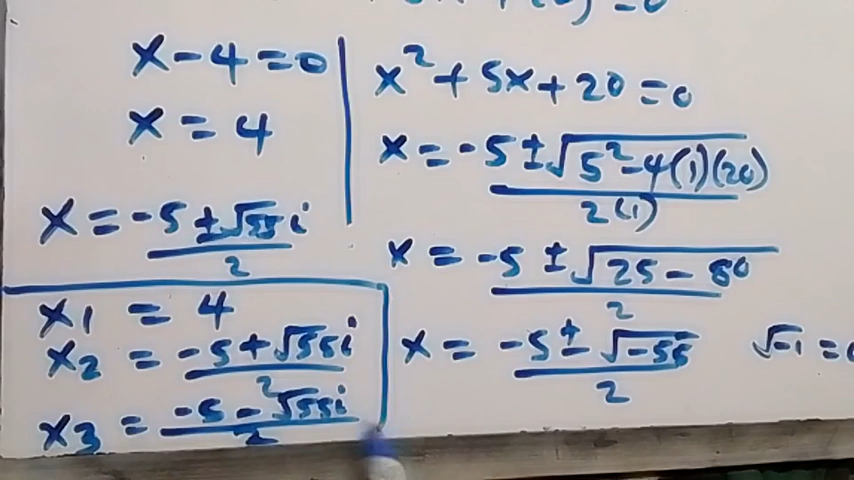 x - 4 = 0
x = 4
x = -5 ± √55 i / 2
x² + 5x + 20 = 0
x = -5 ± √5² - 4(1)(20) / 2(1)
x = -5 ± √25 - 80 / 2
x = -5 ± √-55 / 2
√-1 =
x1 = 4
x2 = -5 + √55 i / 2
x3 = -5 - √55 i / 2